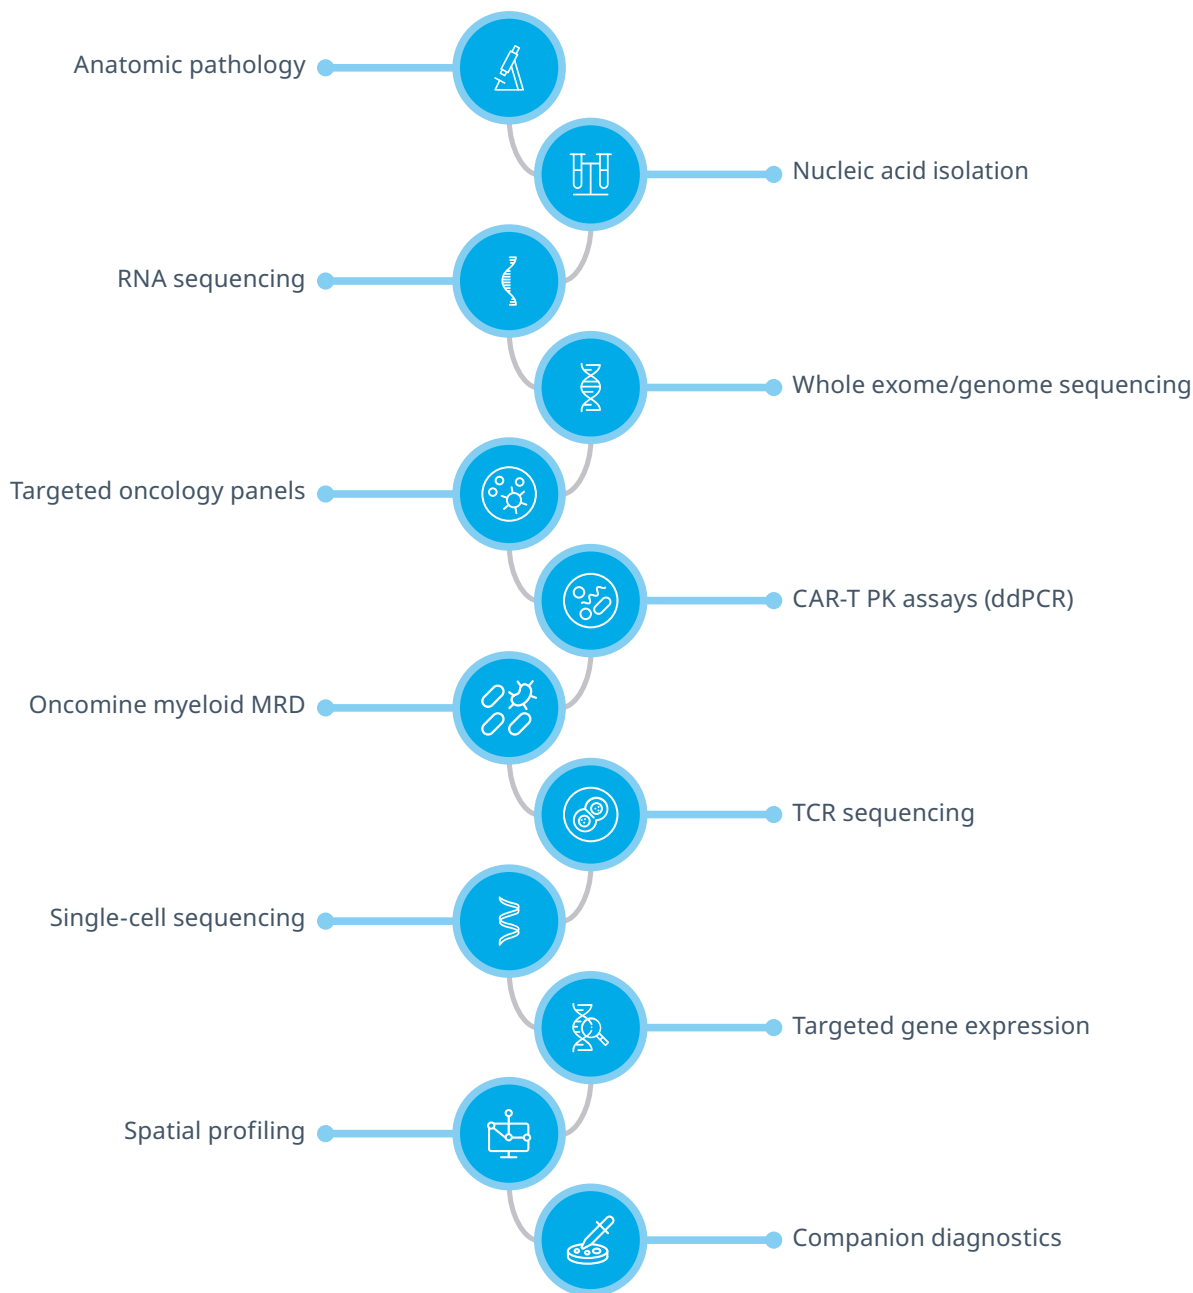 Anatomic pathology
Nucleic acid isolation
RNA sequencing
Whole exome/genome sequencing
Targeted oncology panels
CAR-T PK assays (ddPCR)
Oncomine myeloid MRD
TCR sequencing
Single-cell sequencing
Targeted gene expression
Spatial profiling
Companion diagnostics